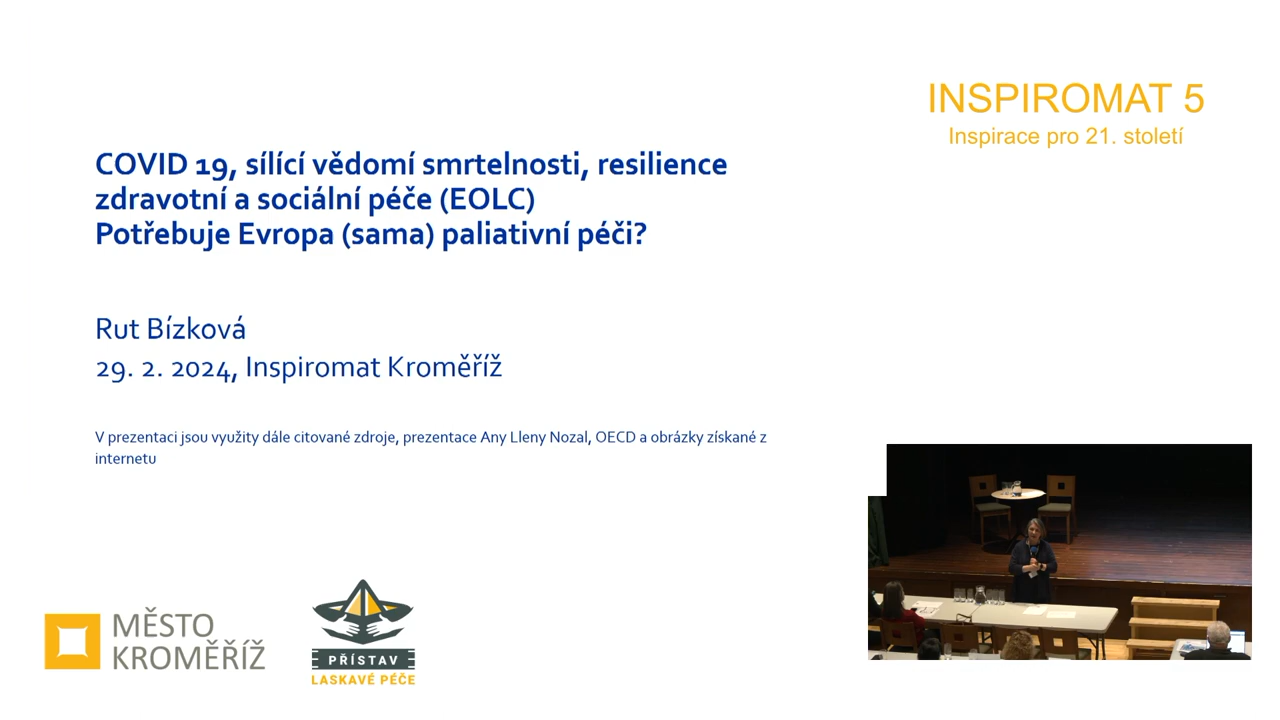 INSPIROMAT 5
Inspirace pro 21. století
COVID 19, sílící vědomí smrtelnosti, resilience
zdravotní a sociální péče (EOLC)
Potřebuje Evropa (sama) paliativní péči?
Rut Bízková
29. 2. 2024, Inspiromat Kroměříž
V prezentaci jsou využity dále citované zdroje, prezentace Any Lleny Nozal, OECD a obrázky získané z
internetu
MĚSTO
KROMĚŘÍŽ
PŘÍSTAV
LASKAVÉ PÉČE